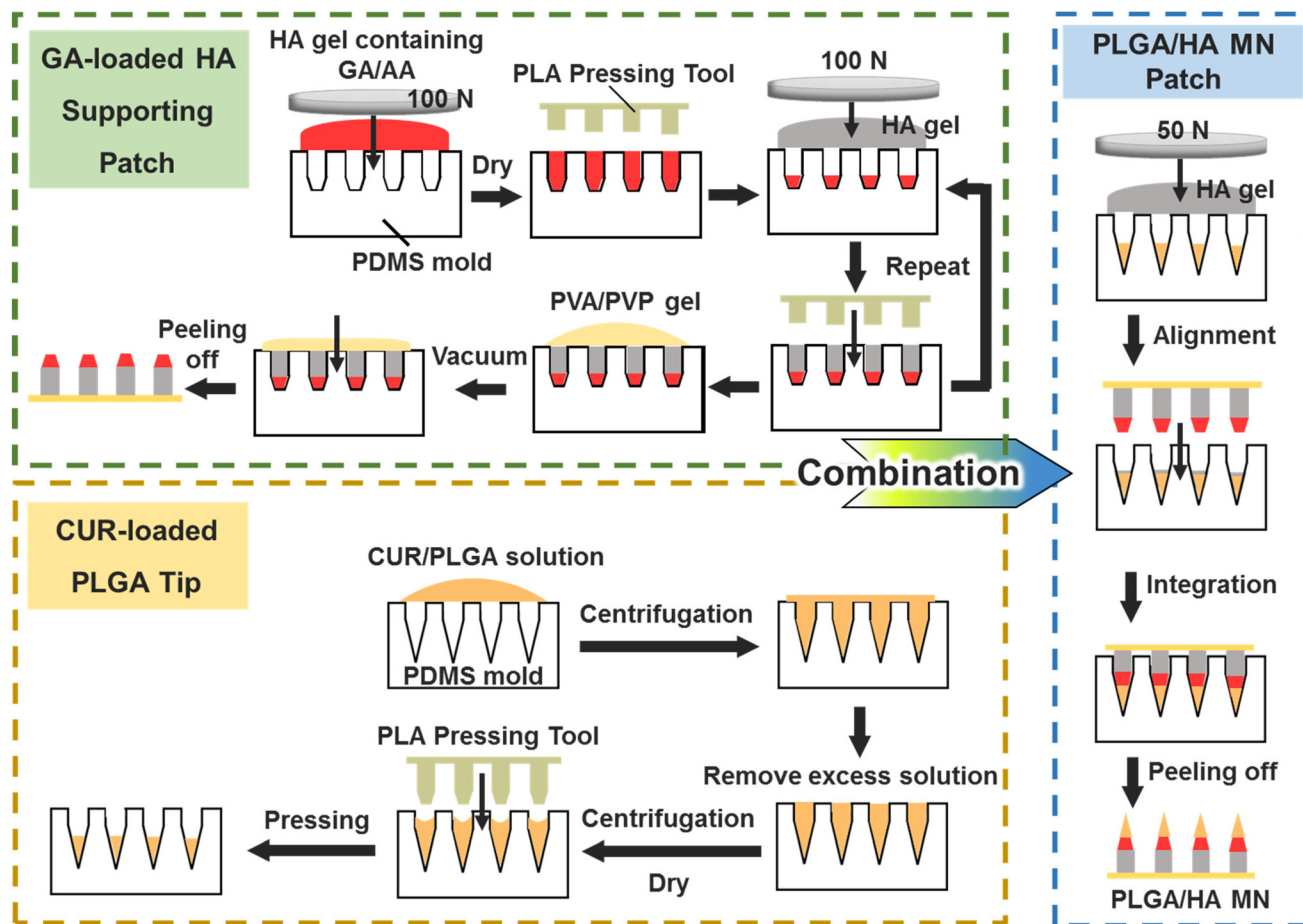 GA-loaded HA
Supporting
Patch
HA gel containing
GA/AA
100 N
PLA Pressing Tool
100 N
HA gel
Dry
PDMS mold
Repeat
PVA/PVP gel
Vacuum
Peeling
off
Combination
CUR-loaded
PLGA Tip
CUR/PLGA solution
Centrifugation
PDMS mold
PLA Pressing Tool
Remove excess solution
Centrifugation
Dry
Pressing
PLGA/HA MN
Patch
50 N
HA gel
Alignment
Integration
Peeling off
PLGA/HA MN